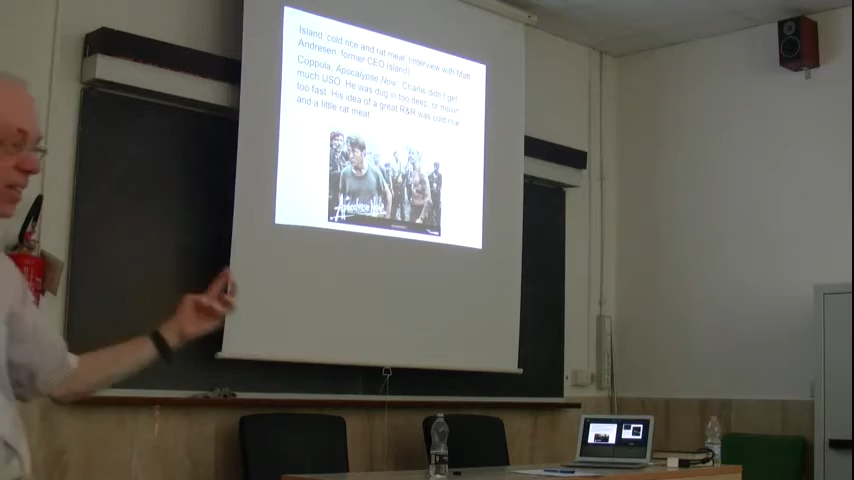 Island 'cold rice and rat meat' (interview with Matt
Andresen, former CEO Island)
Coppola, Apocalypse Now: 'Charlie didn't get
much USO. He was dug in too deep, or movin'
too fast. His idea of a great R&R was cold rice
and a little rat meat
Apocalypse Now